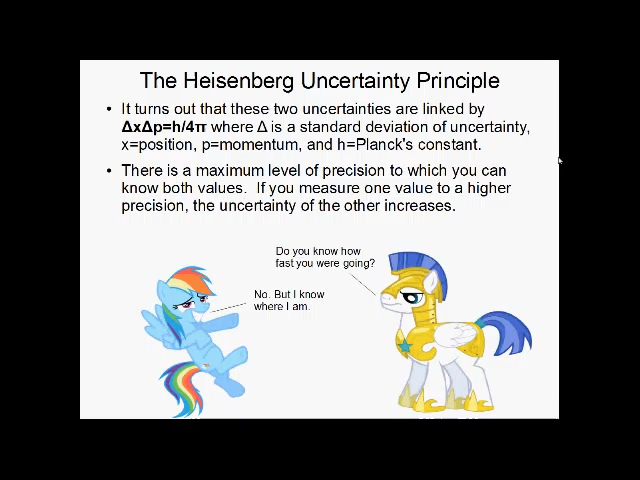 The Heisenberg Uncertainty Principle
• It turns out that these two uncertainties are linked by
ΔxΔp=h/4π where Δ is a standard deviation of uncertainty,
x=position, p=momentum, and h=Planck's constant.
• There is a maximum level of precision to which you can
know both values. If you measure one value to a higher
precision, the uncertainty of the other increases.
Do you know how
fast you were going?
No. But I know
where I am.